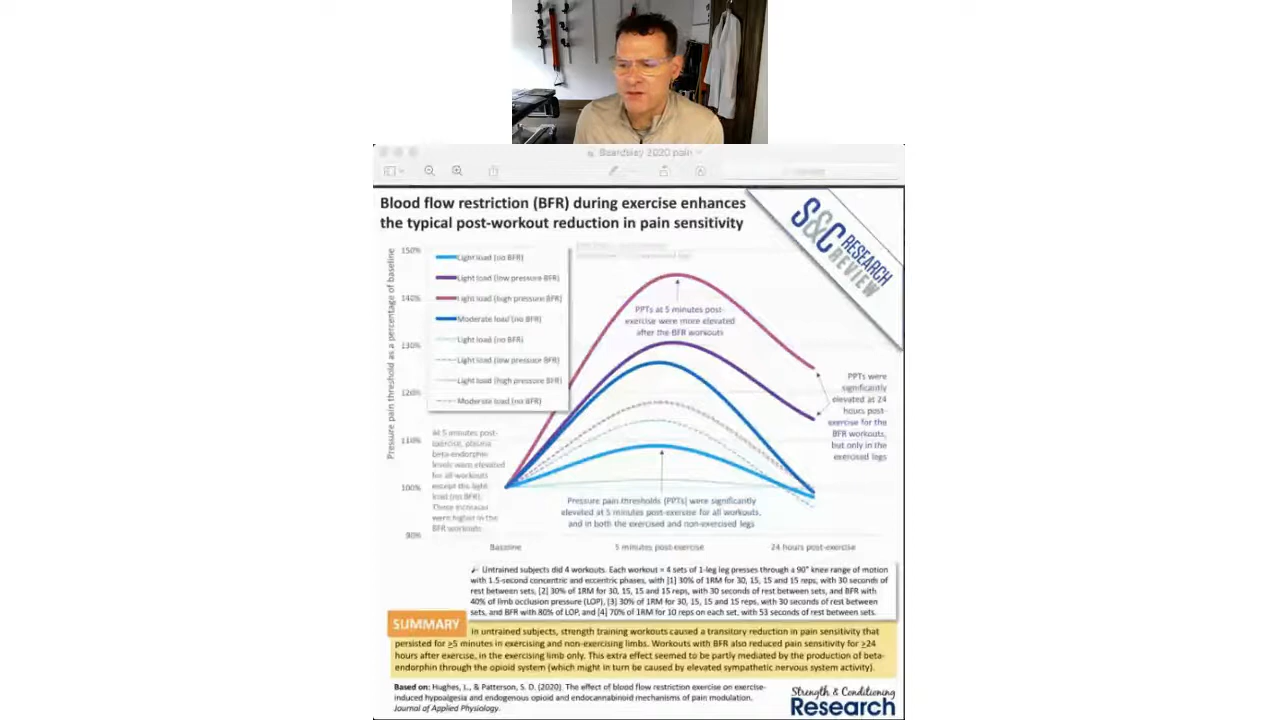 Beardsley 2020 pain
Blood flow restriction (BFR) during exercise enhances
the typical post-workout reduction in pain sensitivity
S&C RESEARCH
REVIEW
Pressure pain threshold as a percentage of baseline
150%
140%
130%
120%
110%
100%
90%
Light load (no BFR)
Light load (low pressure BFR)
Light load (high pressure BFR)
Moderate load (no BFR)
Light load (no BFR)
Light load (low pressure BFR)
Light load (high pressure BFR)
Moderate load (no BFR)
PPTs at 5 minutes post-
exercise were more elevated
after the BFR workouts
PPTs were
significantly
elevated at 24
hours post-
exercise for the
BFR workouts,
but only in the
exercised legs
At 5 minutes post-
exercise, plasma
beta-endorphin
levels were elevated
for all workouts
except the light
load (no BFR).
These increases
were higher in the
BFR workouts
Pressure pain thresholds (PPTs) were significantly
elevated at 5 minutes post-exercise for all workouts,
and in both the exercised and non-exercised legs
Baseline
5 minutes post-exercise
24 hours post-exercise
Untrained subjects did 4 workouts. Each workout = 4 sets of 1-leg leg presses through a 90° knee range of motion
with 1.5-second concentric and eccentric phases, with [1] 30% of 1RM for 30, 15, 15 and 15 reps, with 30 seconds of
rest between sets, [2] 30% of 1RM for 30, 15, 15 and 15 reps, with 30 seconds of rest between sets, and BFR with
40% of limb occlusion pressure (LOP), [3] 30% of 1RM for 30, 15, 15 and 15 reps, with 30 seconds of rest between
sets, and BFR with 80% of LOP, and [4] 70% of 1RM for 10 reps on each set, with 53 seconds of rest between sets.
SUMMARY
In untrained subjects, strength training workouts caused a transitory reduction in pain sensitivity that
persisted for ≥5 minutes in exercising and non-exercising limbs. Workouts with BFR also reduced pain sensitivity for ≥24
hours after exercise, in the exercising limb only. This extra effect seemed to be partly mediated by the production of beta-
endorphin through the opioid system (which might in turn be caused by elevated sympathetic nervous system activity).
Based on: Hughes, L., & Patterson, S. D. (2020). The effect of blood flow restriction exercise on exercise-
induced hypoalgesia and endogenous opioid and endocannabinoid mechanisms of pain modulation.
Journal of Applied Physiology.
Strength & Conditioning
Research